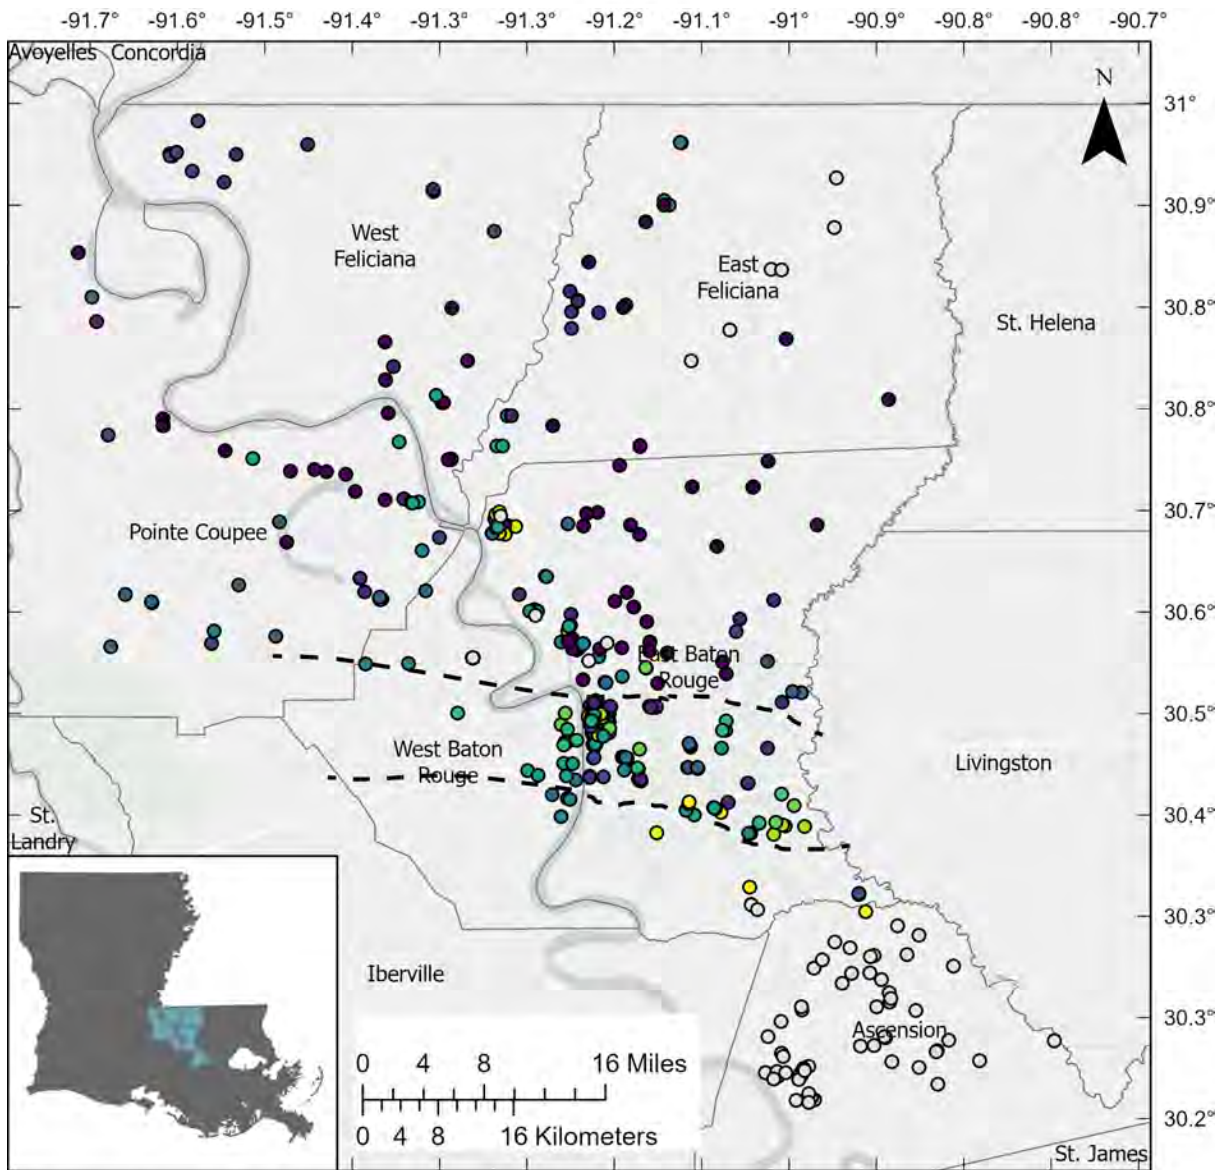 -91.7° -91.6° -91.5° -91.4° -91.3° -91.3° -91.2° -91.1° -91° -90.9° -90.8° -90.8° -90.7°
Avoyelles Concordia
N
31°
30.9°
West
Feliciana
East
Feliciana
30.8°
St. Helena
30.8°
30.7°
Pointe Coupee
30.6°
East Baton
Rouge
30.5°
West Baton
Rouge
Livingston
30.4°
St.
Landry
30.3°
Iberville
30.3°
Ascension
0 4 8 16 Miles
0 4 8 16 Kilometers
30.2°
St. James